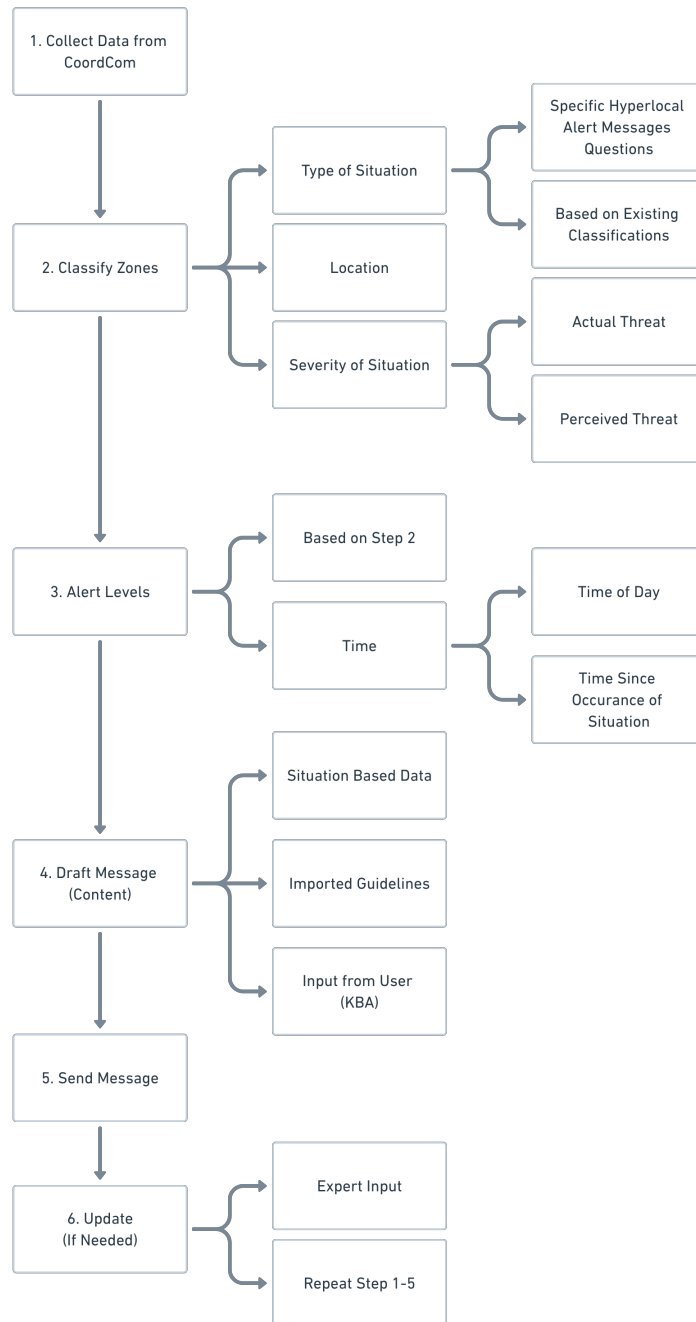 1. Collect Data from
CoordCom
Specific Hyperlocal
Alert Messages
Questions
Type of Situation
Based on Existing
Classifications
2. Classify Zones
Location
Actual Threat
Severity of Situation
Perceived Threat
Based on Step 2
3. Alert Levels
Time of Day
Time
Time Since
Occurance of
Situation
Situation Based Data
4. Draft Message
(Content)
Imported Guidelines
Input from User
(KBA)
5. Send Message
Expert Input
6. Update
(If Needed)
Repeat Step 1-5